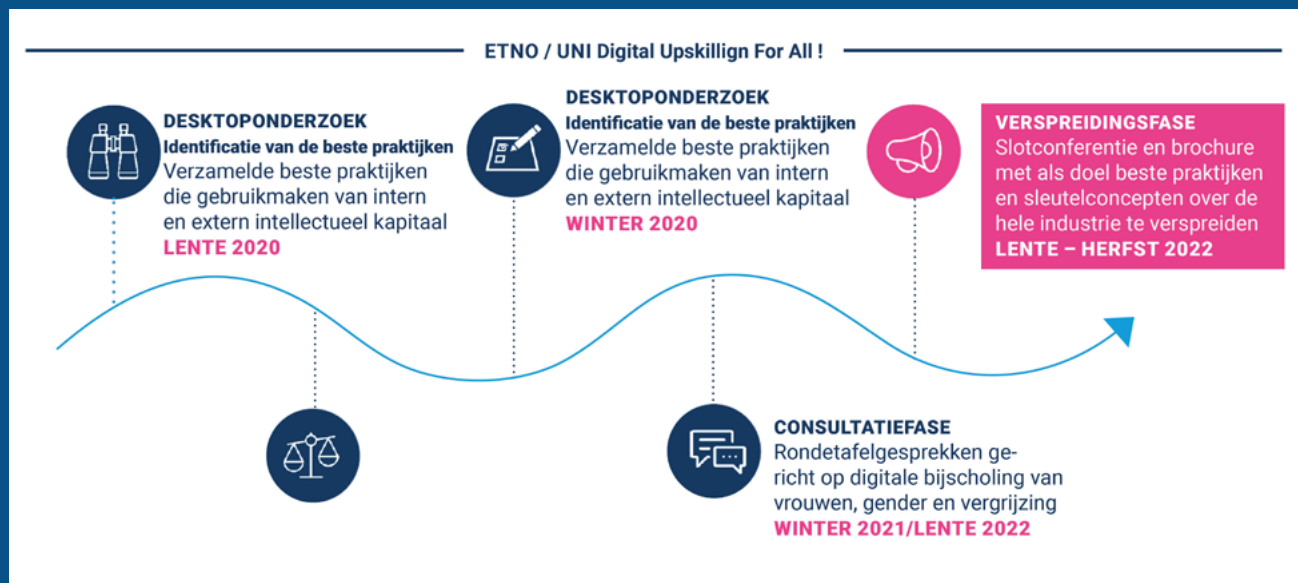 ETNO / UNI Digital Upskillign For All !
DESKTOPONDERZOEK
Identificatie van de beste praktijken
Verzamelde beste praktijken
die gebruikmaken van intern
en extern intellectueel kapitaal
LENTE 2020
DESKTOPONDERZOEK
Identificatie van de beste praktijken
Verzamelde beste praktijken
die gebruikmaken van intern
en extern intellectueel kapitaal
WINTER 2020
VERSPREIDINGSFASE
Slotconferentie en brochure
met als doel beste praktijken
en sleutelconcepten over de
hele industrie te verspreiden
LENTE – HERFST 2022
CONSULTATIEFASE
Rondetafelgesprekken ge-
richt op digitale bijscholing van
vrouwen, gender en vergrijzing
WINTER 2021/LENTE 2022